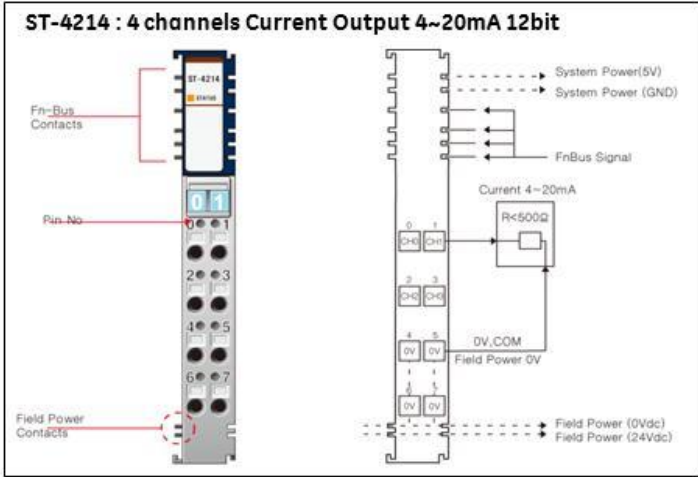 ST-4214 : 4 channels Current Output 4~20mA 12bit
ST-4214
STATUS
Fn-Bus
Contacts
0 1
Pin No
0 1
2 3
4 5
6 7
Field Power
Contacts
System Power(5V)
System Power (GND)
FnBus Signal
Current 4~20mA
R<500Ω
0 1
CH0 CH1
2 3
CH2 CH3
4 5
0V 0V
0V,COM
Field Power 0V
6 7
0V 0V
Field Power (0Vdc)
Field Power (24Vdc)